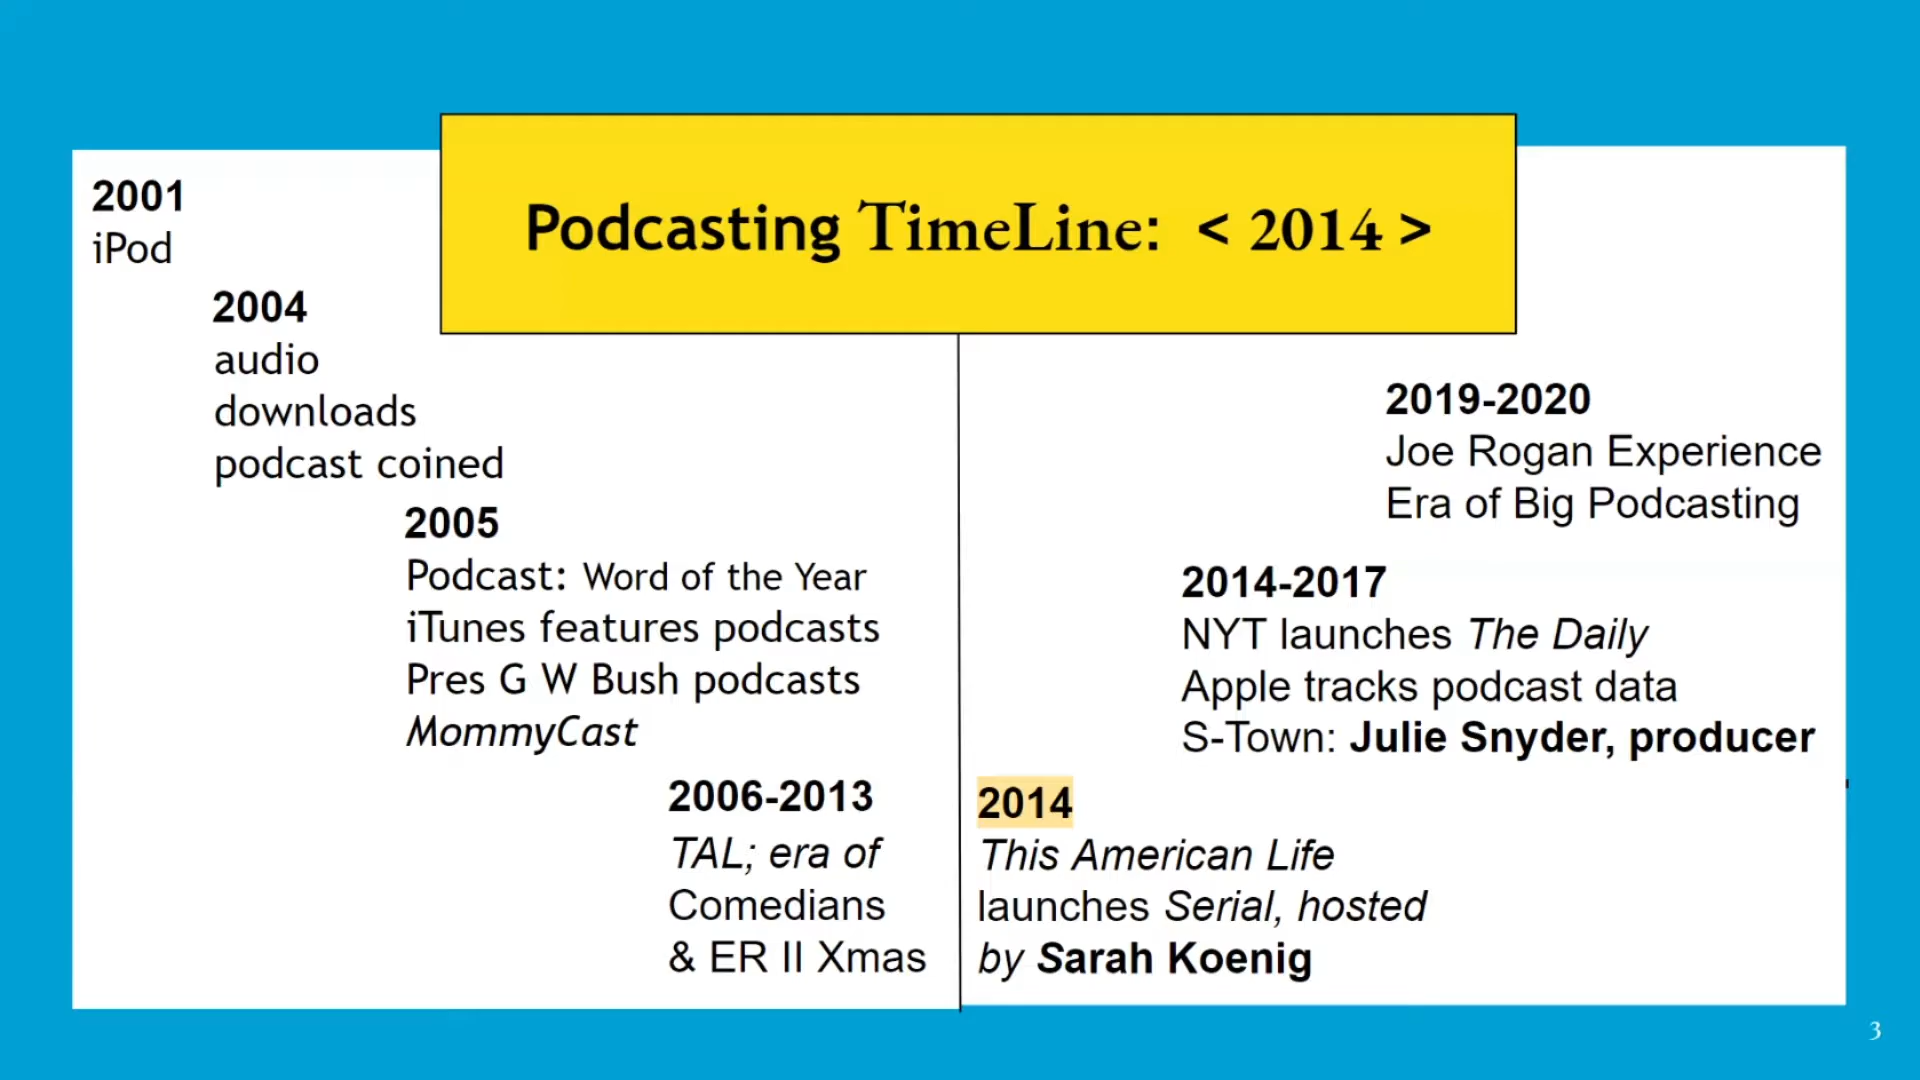 Podcasting TimeLine: < 2014 >
2001
iPod
2004
audio
downloads
podcast coined
2005
Podcast: Word of the Year
iTunes features podcasts
Pres G W Bush podcasts
MommyCast
2006-2013
TAL; era of
Comedians
& ER II Xmas
2014
This American Life
launches Serial, hosted
by Sarah Koenig
2014-2017
NYT launches The Daily
Apple tracks podcast data
S-Town: Julie Snyder, producer
2019-2020
Joe Rogan Experience
Era of Big Podcasting
3